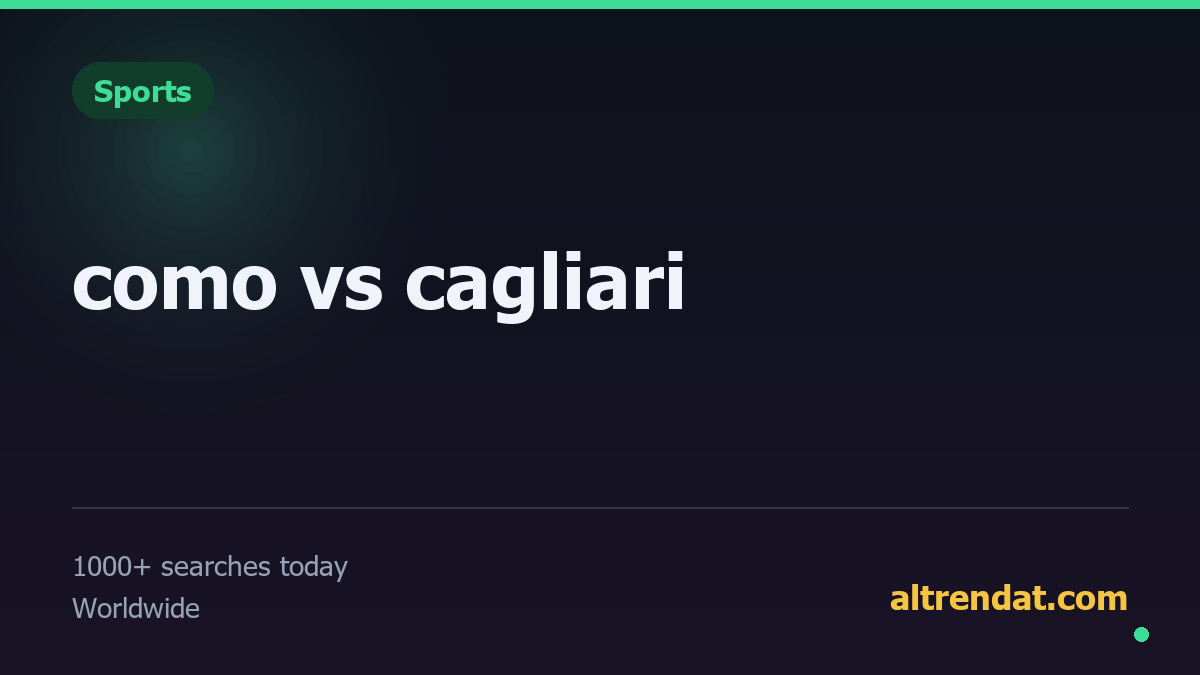 Sports
como vs cagliari
1000+ searches today
Worldwide
altrendat.com